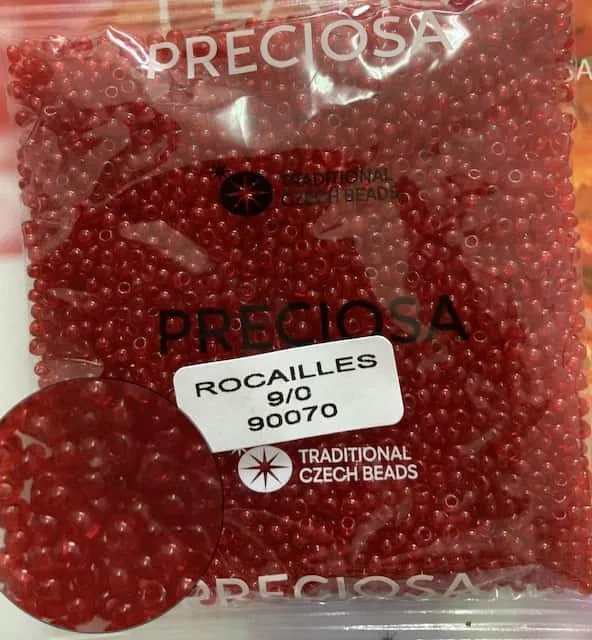 PRECIOSA
TRADITIONAL
CZECH BEADS
PRECIOSA
ROCAILLES
9/0
90070
TRADITIONAL
CZECH BEADS
PRECIOSA